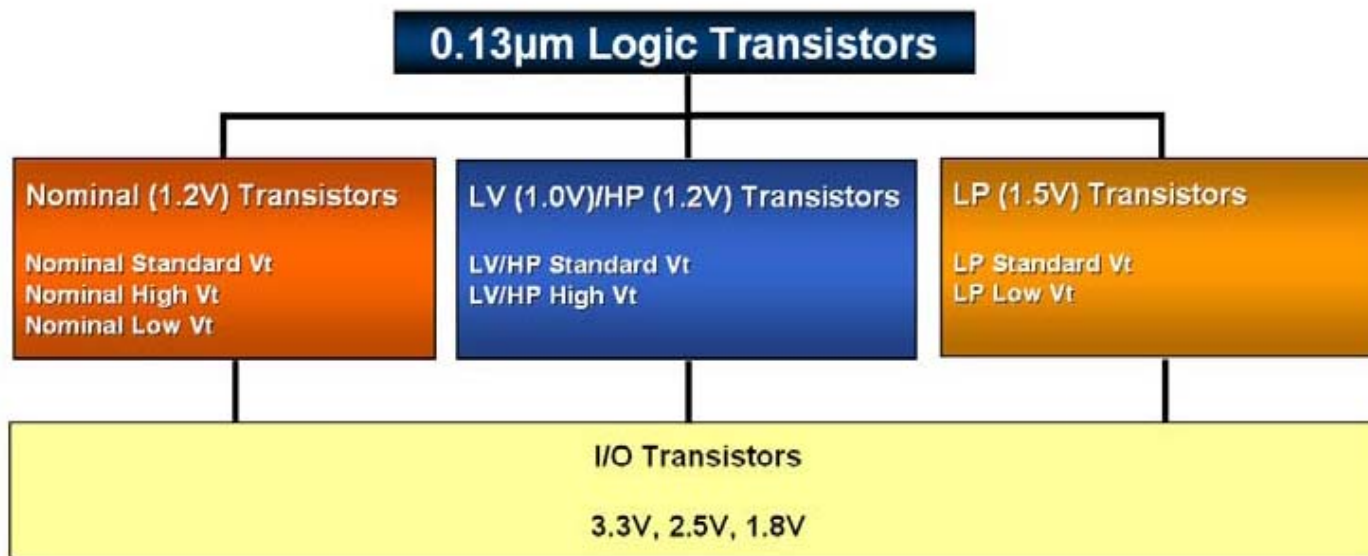 0.13µm Logic Transistors
Nominal (1.2V) Transistors
Nominal Standard Vt
Nominal High Vt
Nominal Low Vt
LV (1.0V)/HP (1.2V) Transistors
LV/HP Standard Vt
LV/HP High Vt
LP (1.5V) Transistors
LP Standard Vt
LP Low Vt
I/O Transistors
3.3V, 2.5V, 1.8V